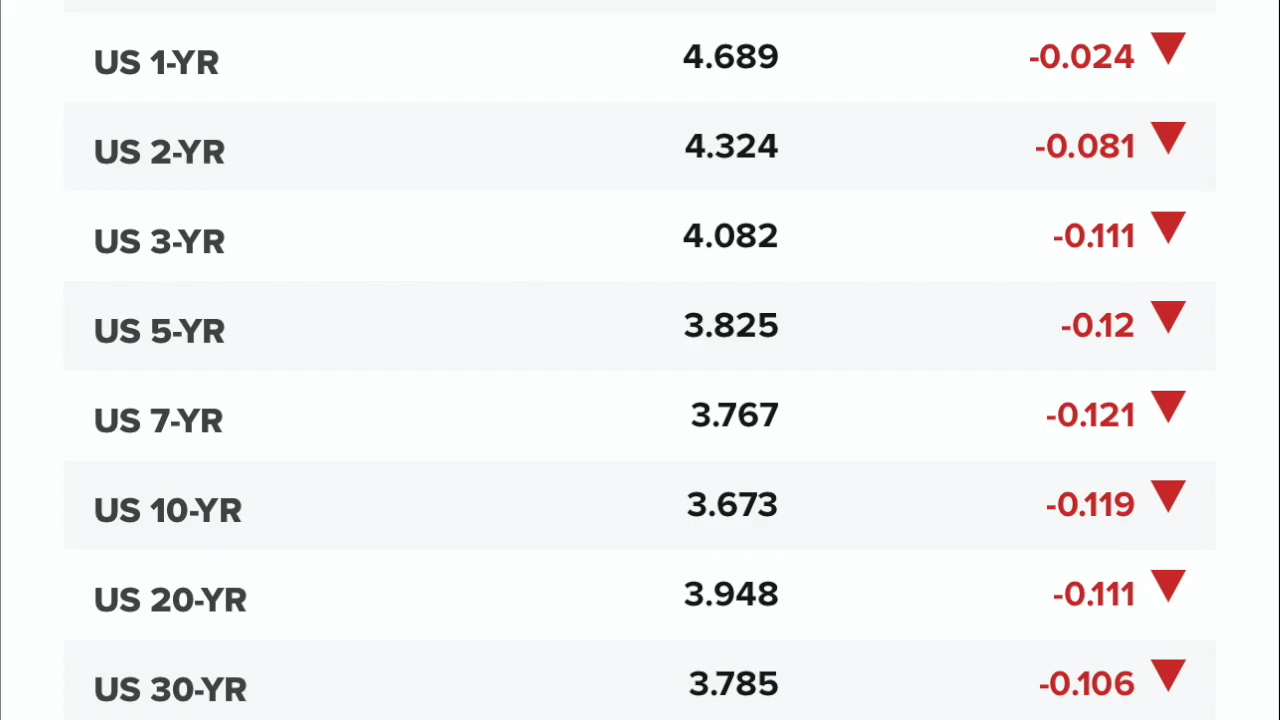 US 1-YR 4.689 -0.024 ▼
US 2-YR 4.324 -0.081 ▼
US 3-YR 4.082 -0.111 ▼
US 5-YR 3.825 -0.12 ▼
US 7-YR 3.767 -0.121 ▼
US 10-YR 3.673 -0.119 ▼
US 20-YR 3.948 -0.111 ▼
US 30-YR 3.785 -0.106 ▼